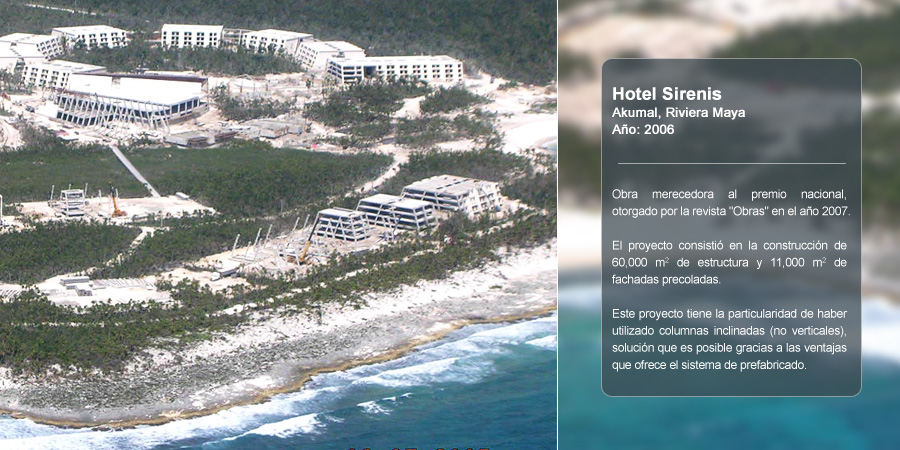 Hotel Sirenis
Akumal, Riviera Maya
Año: 2006
Obra merecedora al premio nacional,
otorgado por la revista "Obras" en el año 2007.
El proyecto consistió en la construcción de
60,000 m² de estructura y 11,000 m² de
fachadas precoladas.
Este proyecto tiene la particularidad de haber
utilizado columnas inclinadas (no verticales),
solución que es posible gracias a las ventajas
que ofrece el sistema de prefabricado.